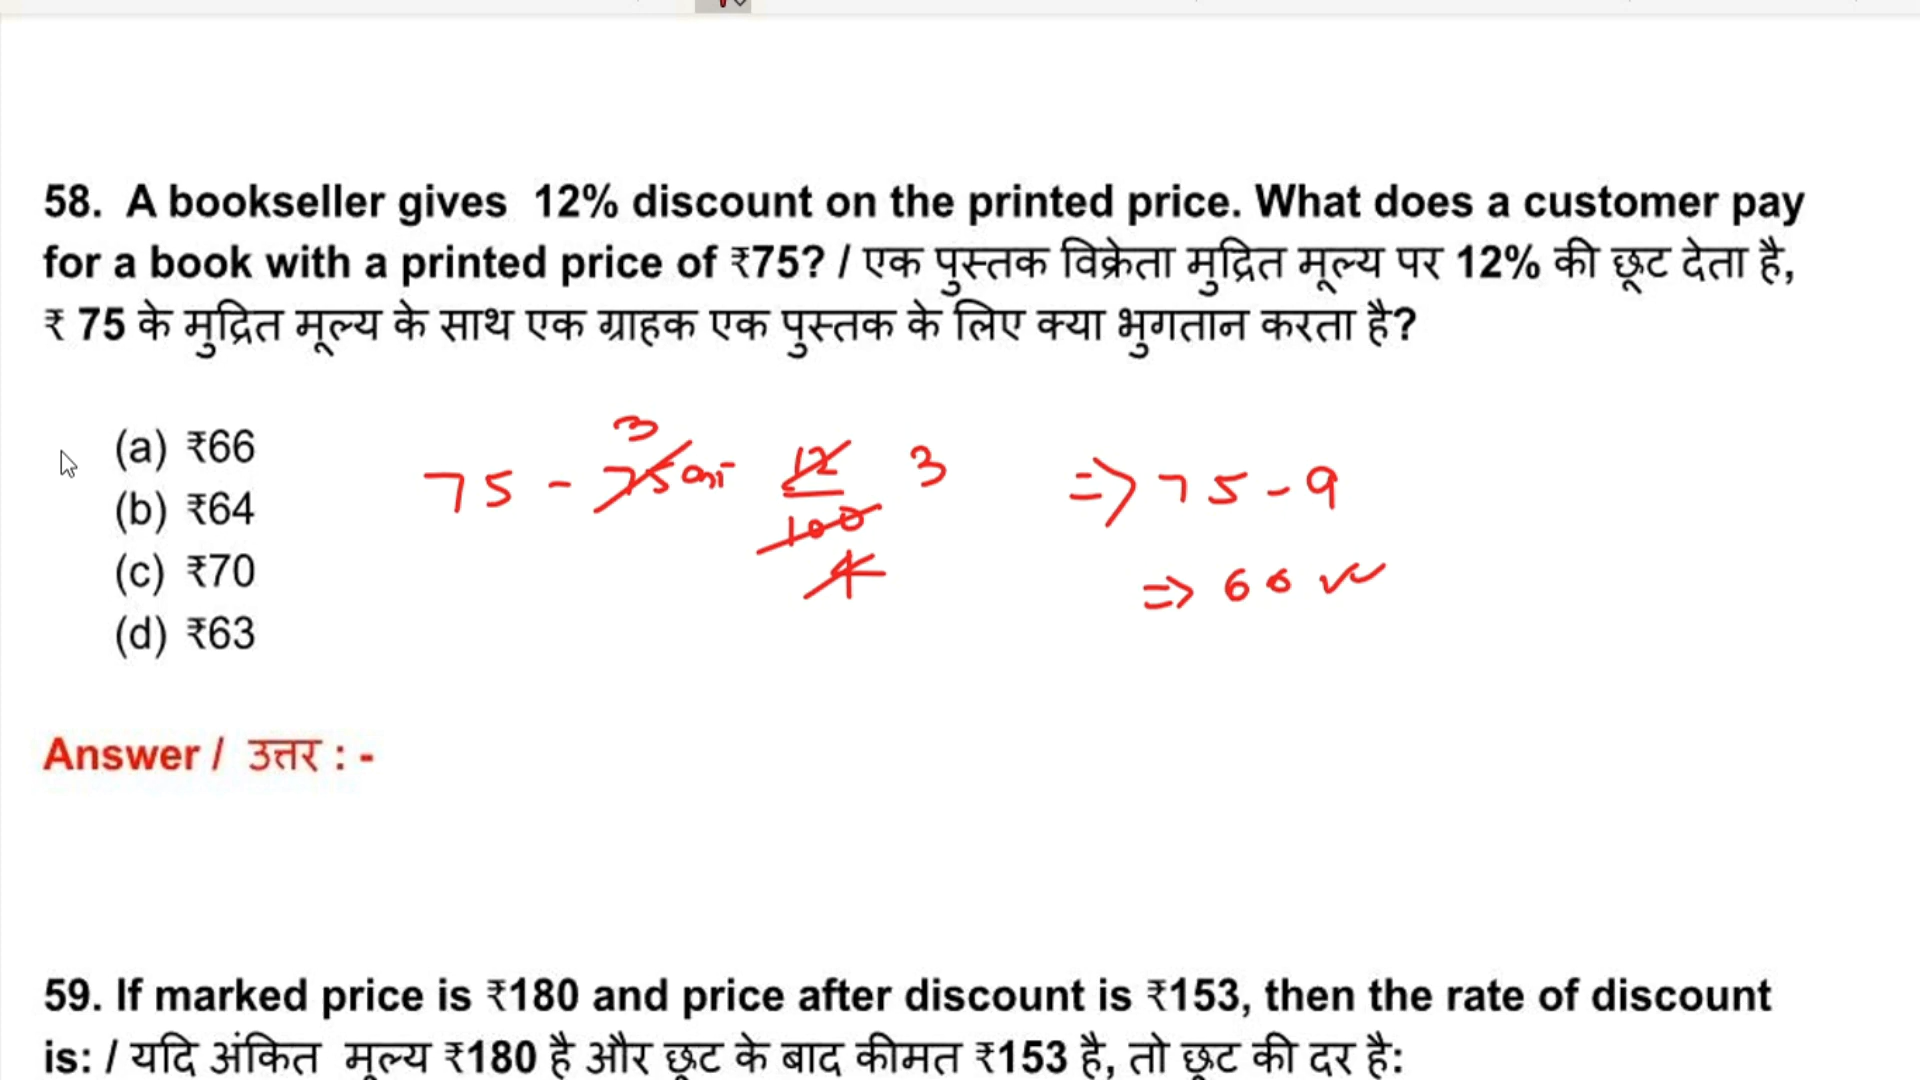 58. A bookseller gives 12% discount on the printed price. What does a customer pay
for a book with a printed price of ₹75? / एक पुस्तक विक्रेता मुद्रित मूल्य पर 12% की छूट देता है,
₹ 75 के मुद्रित मूल्य के साथ एक ग्राहक एक पुस्तक के लिए क्या भुगतान करता है?
(a) ₹66
(b) ₹64
(c) ₹70
(d) ₹63
3
75 - 75 का 12 3 => 75 - 9
100
4 => 66
Answer / उत्तर : -
59. If marked price is ₹180 and price after discount is ₹153, then the rate of discount
is: / यदि अंकित मूल्य ₹180 है और छूट के बाद कीमत ₹153 है, तो छूट की दर है: